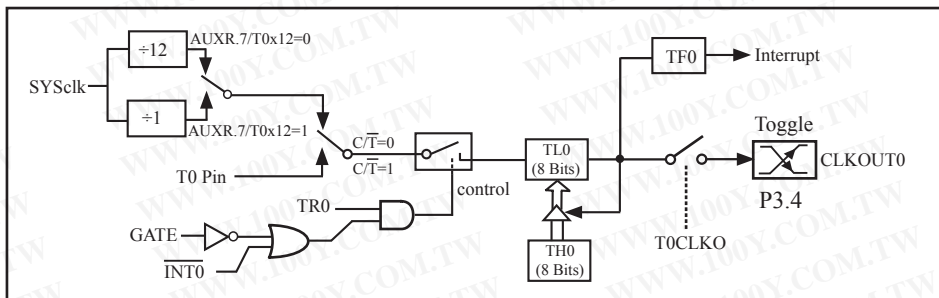 ÷12
AUXR.7/T0x12=0
SYSclk
÷1
AUXR.7/T0x12=1
T0 Pin
C/T̅=0
C/T̅=1
control
TR0
GATE
I̅N̅T̅0̅
TL0
(8 Bits)
TH0
(8 Bits)
TF0
Interrupt
Toggle
CLKOUT0
P3.4
T0CLKO
WWW.100Y.COM.TW